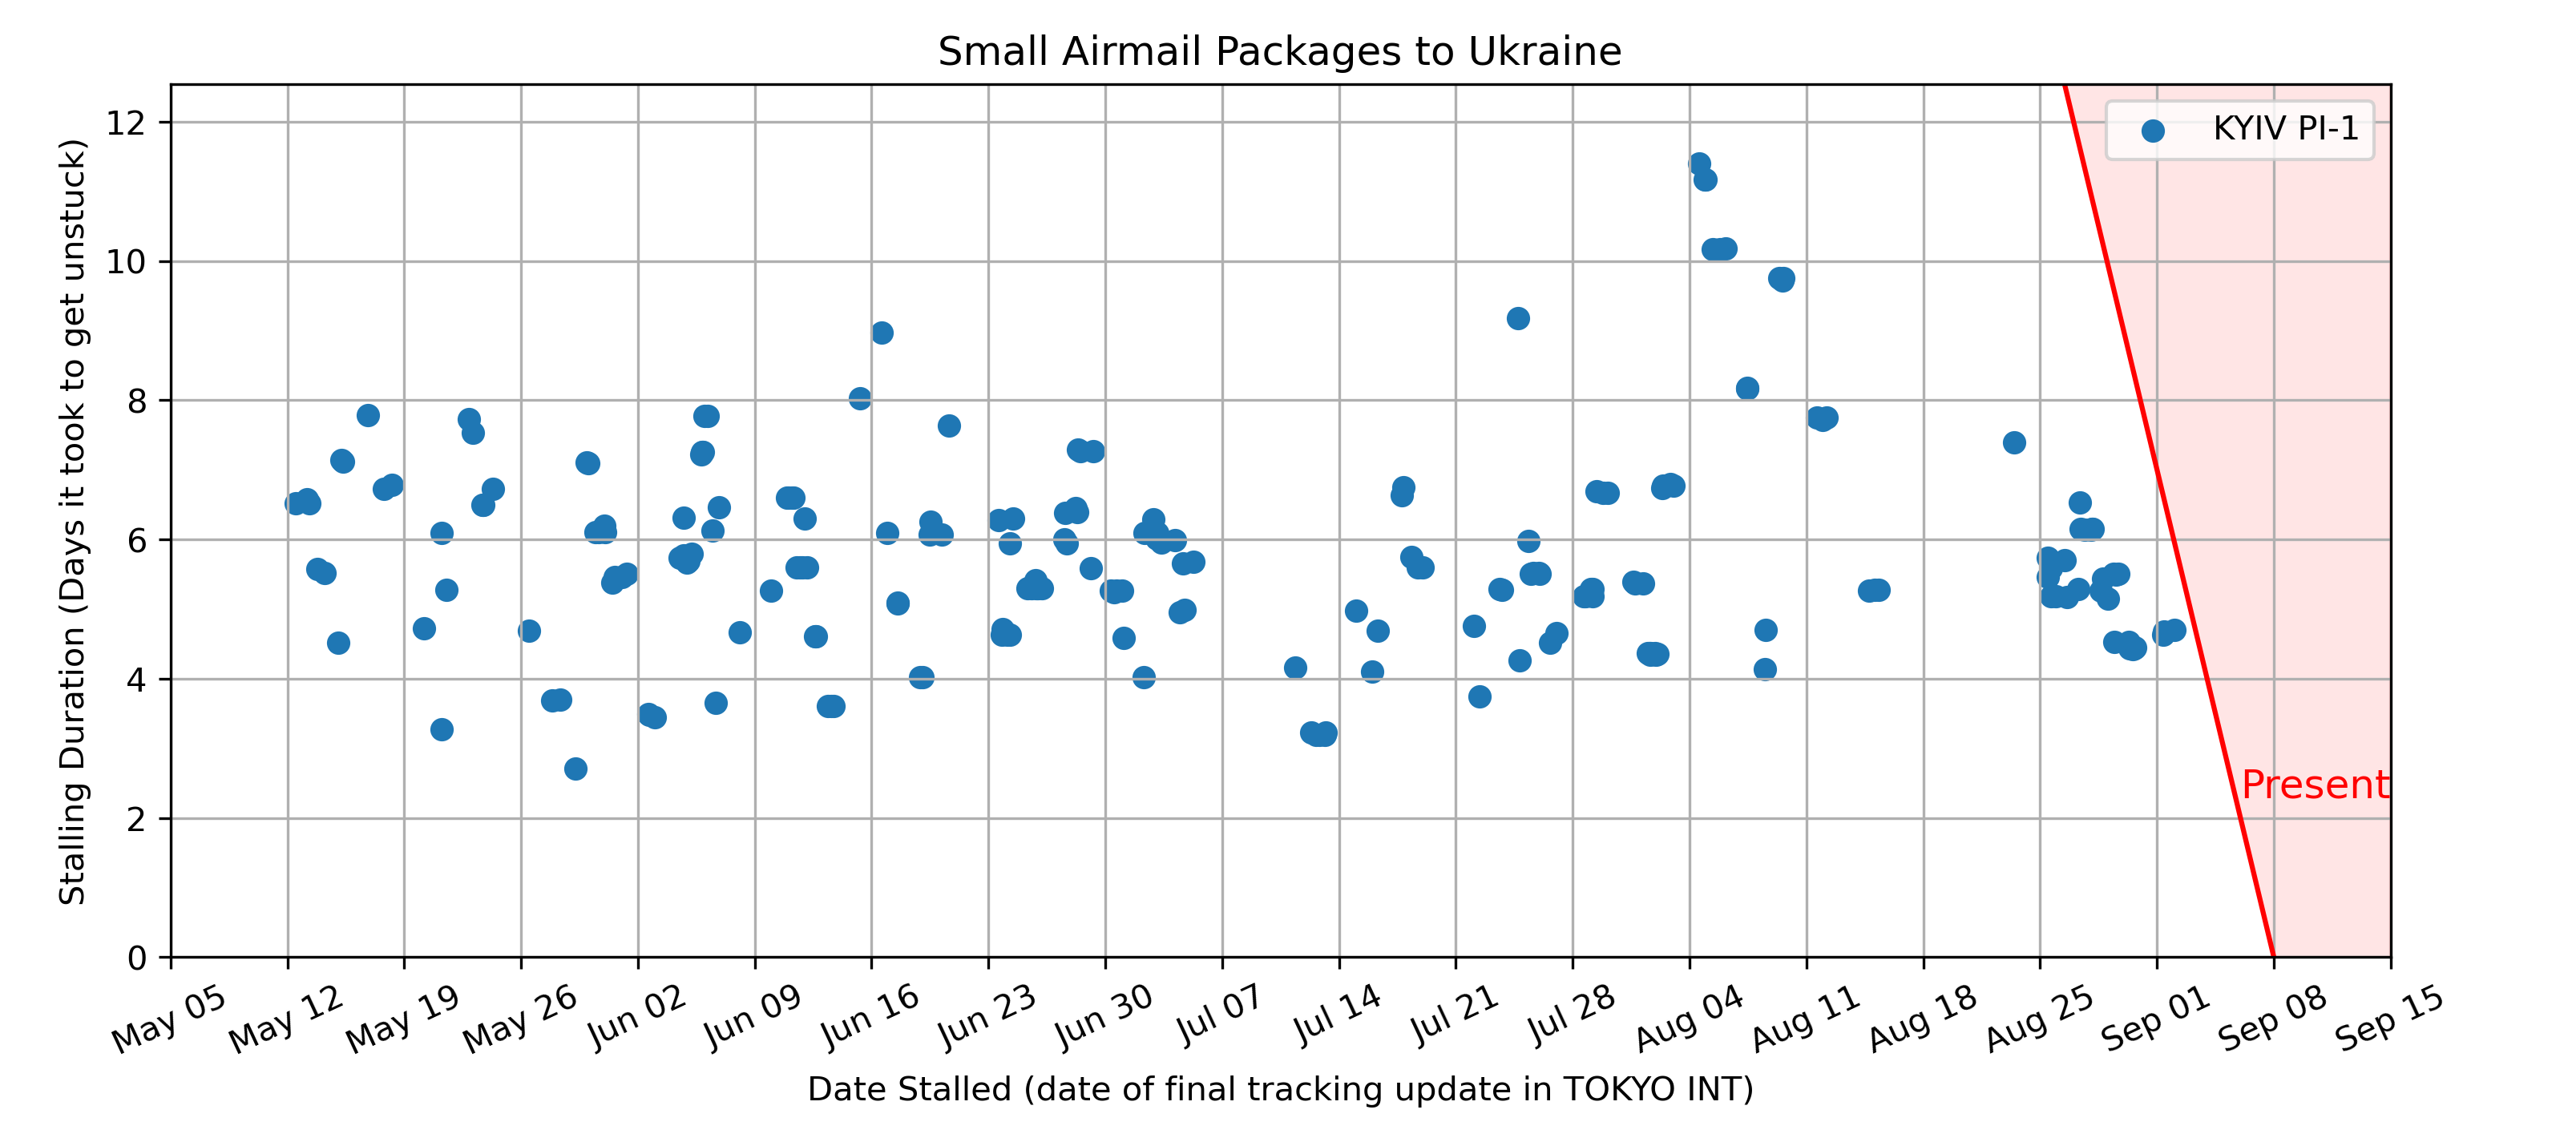 Small Airmail Packages to Ukraine
KYIV PI-1
Stalling Duration (Days it took to get unstuck)
12
10
8
6
4
2
0
Present
May 05
May 12
May 19
May 26
Jun 02
Jun 09
Jun 16
Jun 23
Jun 30
Jul 07
Jul 14
Jul 21
Jul 28
Aug 04
Aug 11
Aug 18
Aug 25
Sep 01
Sep 08
Sep 15
Date Stalled (date of final tracking update in TOKYO INT)